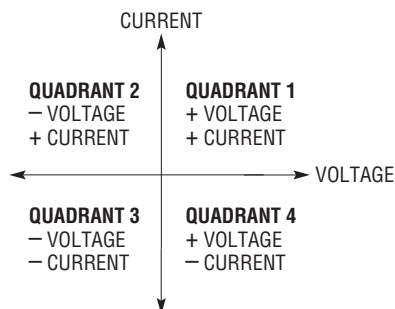 CURRENT
QUADRANT 2
– VOLTAGE
+ CURRENT
QUADRANT 1
+ VOLTAGE
+ CURRENT
VOLTAGE
QUADRANT 3
– VOLTAGE
– CURRENT
QUADRANT 4
+ VOLTAGE
– CURRENT